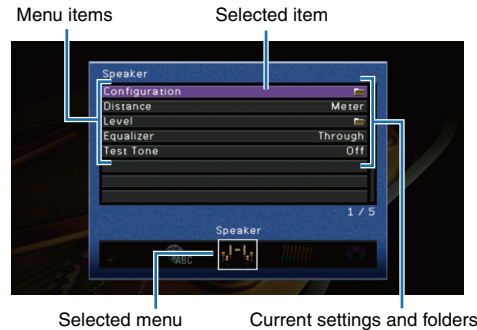 Menu items
Selected item
Speaker
Configuration
Distance Meter
Level
Equalizer Through
Test Tone Off
1 / 5
Speaker
ABC
Selected menu
Current settings and folders